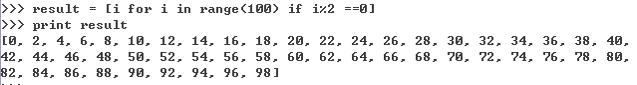 >>> result = [i for i in range(100) if i%2 ==0]
>>> print result
[0, 2, 4, 6, 8, 10, 12, 14, 16, 18, 20, 22, 24, 26, 28, 30, 32, 34, 36, 38, 40,
42, 44, 46, 48, 50, 52, 54, 56, 58, 60, 62, 64, 66, 68, 70, 72, 74, 76, 78, 80,
82, 84, 86, 88, 90, 92, 94, 96, 98]